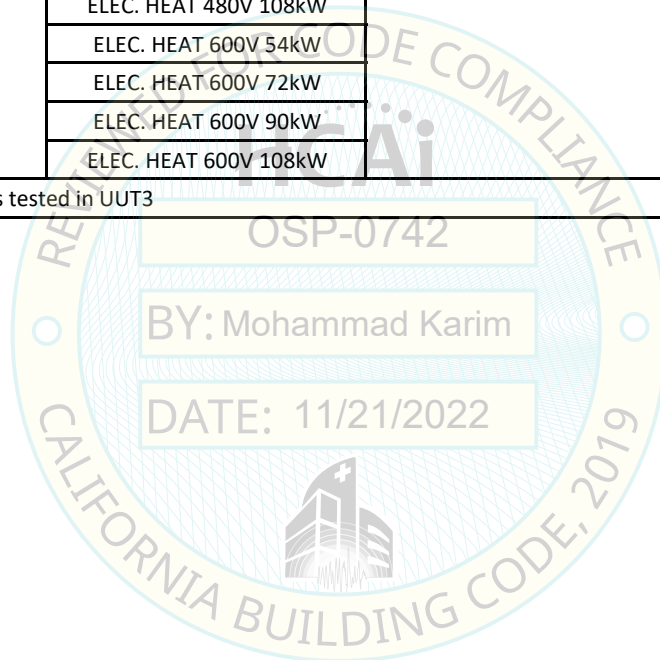 ELEC. HEAT 480V 108kW
ELEC. HEAT 600V 54kW
ELEC. HEAT 600V 72kW
ELEC. HEAT 600V 90kW
ELEC. HEAT 600V 108kW
s tested in UUT3
REVIEWED FOR CODE COMPLIANCE
HCAi
OSP-0742
BY: Mohammad Karim
DATE: 11/21/2022
CALIFORNIA BUILDING CODE, 2019